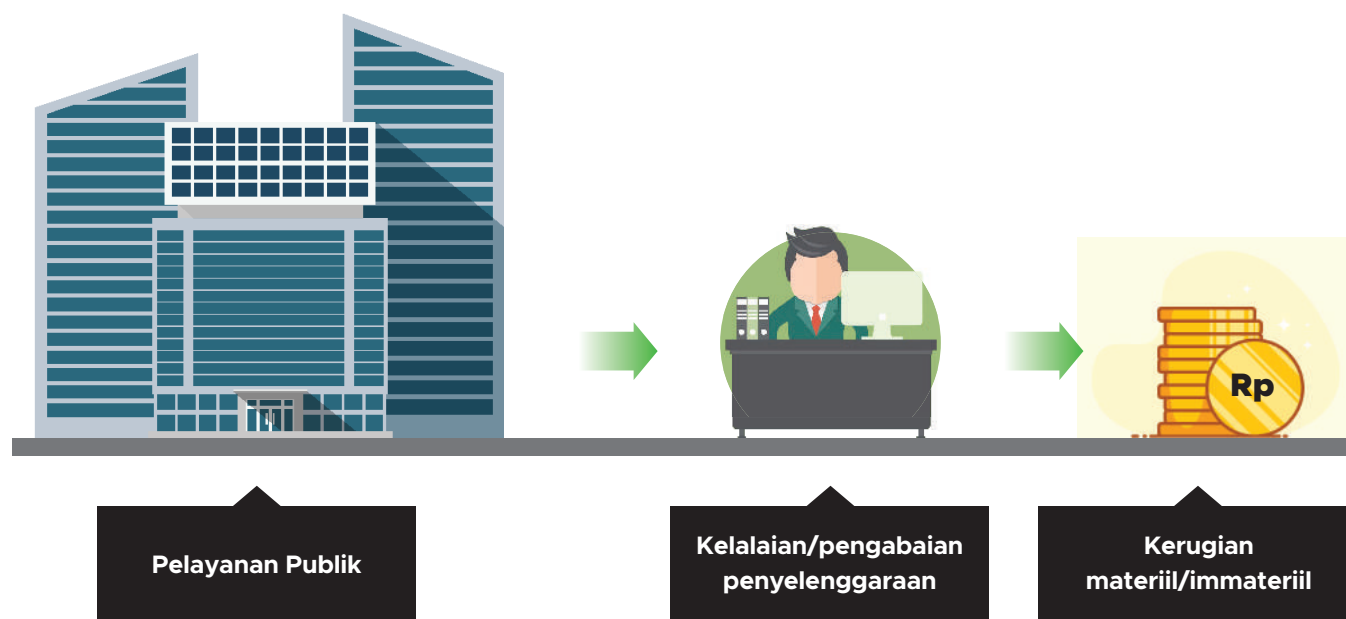 Rp
Pelayanan Publik
Kelalaian/pengabaian
penyelenggaraan
Kerugian
materiil/immateriil